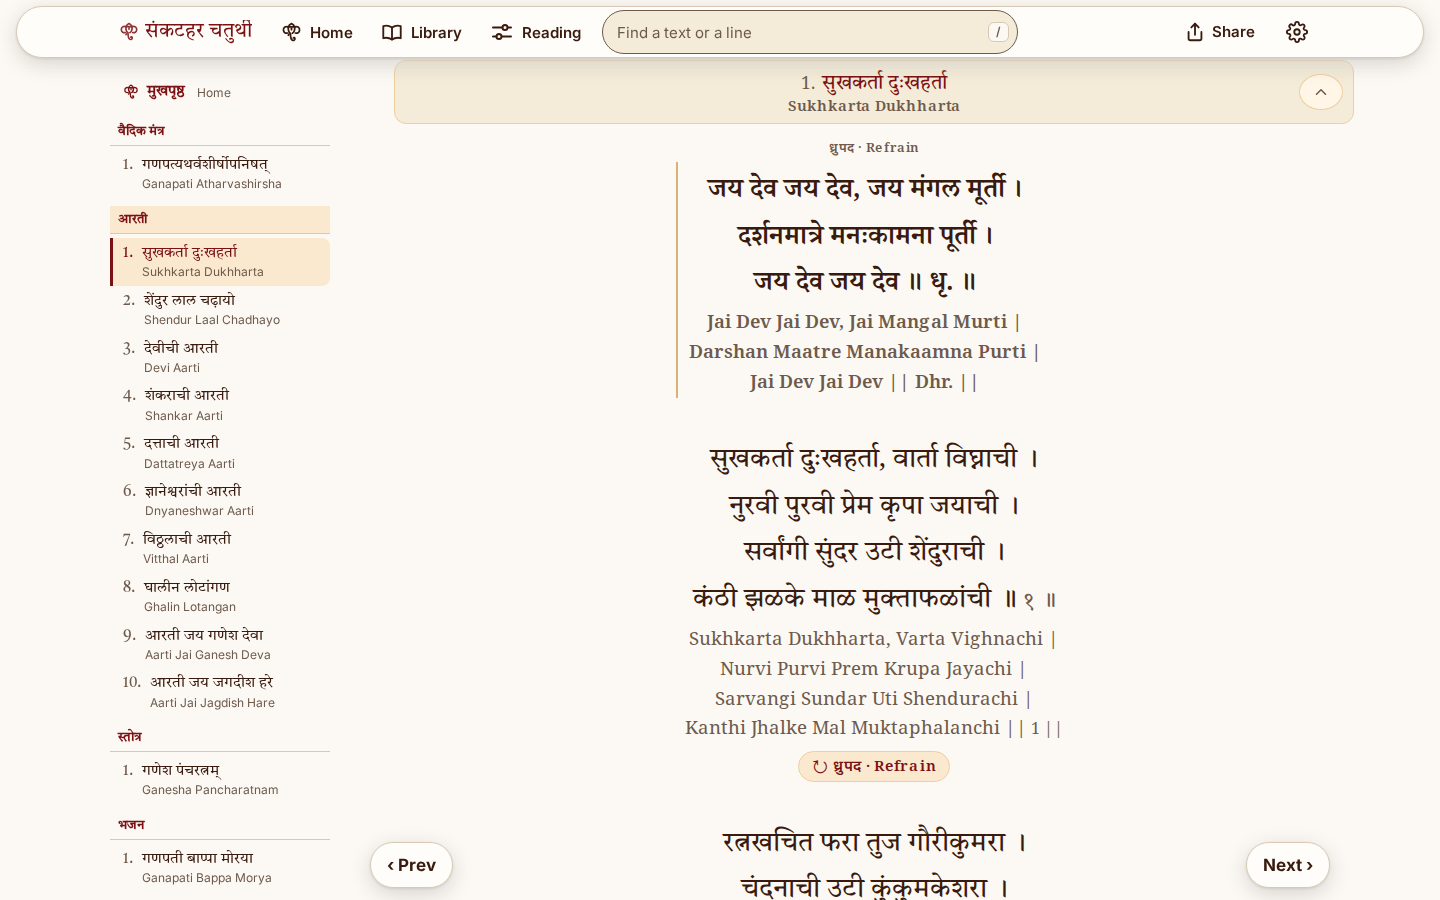 संकटहर चतुर्थी
Home
Library
Reading
Find a text or a line
/
Share
मुखपृष्ठ Home
वैदिक मंत्र
1. गणपत्यथर्वशीर्षोपनिषत्
Ganapati Atharvashirsha
आरती
1. सुखकर्ता दुःखहर्ता
Sukhkarta Dukhharta
2. शेंदुर लाल चढ़ायो
Shendur Laal Chadhayo
3. देवीची आरती
Devi Aarti
4. शंकराची आरती
Shankar Aarti
5. दत्ताची आरती
Dattatreya Aarti
6. ज्ञानेश्वरांची आरती
Dnyaneshwar Aarti
7. विठ्ठलाची आरती
Vitthal Aarti
8. घालीन लोटांगण
Ghalin Lotangan
9. आरती जय गणेश देवा
Aarti Jai Ganesh Deva
10. आरती जय जगदीश हरे
Aarti Jai Jagdish Hare
स्तोत्र
1. गणेश पंचरत्नम्
Ganesha Pancharatnam
भजन
1. गणपती बाप्पा मोरया
Ganapati Bappa Morya
1. सुखकर्ता दुःखहर्ता
Sukhkarta Dukhharta
ध्रुपद · Refrain
जय देव जय देव, जय मंगल मूर्ती ।
दर्शनमात्रे मनःकामना पूर्ती ।
जय देव जय देव ॥ धृ. ॥
Jai Dev Jai Dev, Jai Mangal Murti |
Darshan Maatre Manakaamna Purti |
Jai Dev Jai Dev || Dhr. ||
सुखकर्ता दुःखहर्ता, वार्ता विघ्नाची ।
नुरवी पुरवी प्रेम कृपा जयाची ।
सर्वांगी सुंदर उटी शेंदुराची ।
कंठी झळके माळ मुक्ताफळांची ॥ १ ॥
Sukhkarta Dukhharta, Varta Vighnachi |
Nurvi Purvi Prem Krupa Jayachi |
Sarvangi Sundar Uti Shendurachi |
Kanthi Jhalke Mal Muktaphalanchi || 1 ||
ध्रुपद · Refrain
रत्नखचित फरा तुज गौरीकुमरा ।
चंदनाची उटी कुंकुमकेशरा ।
‹ Prev
Next ›